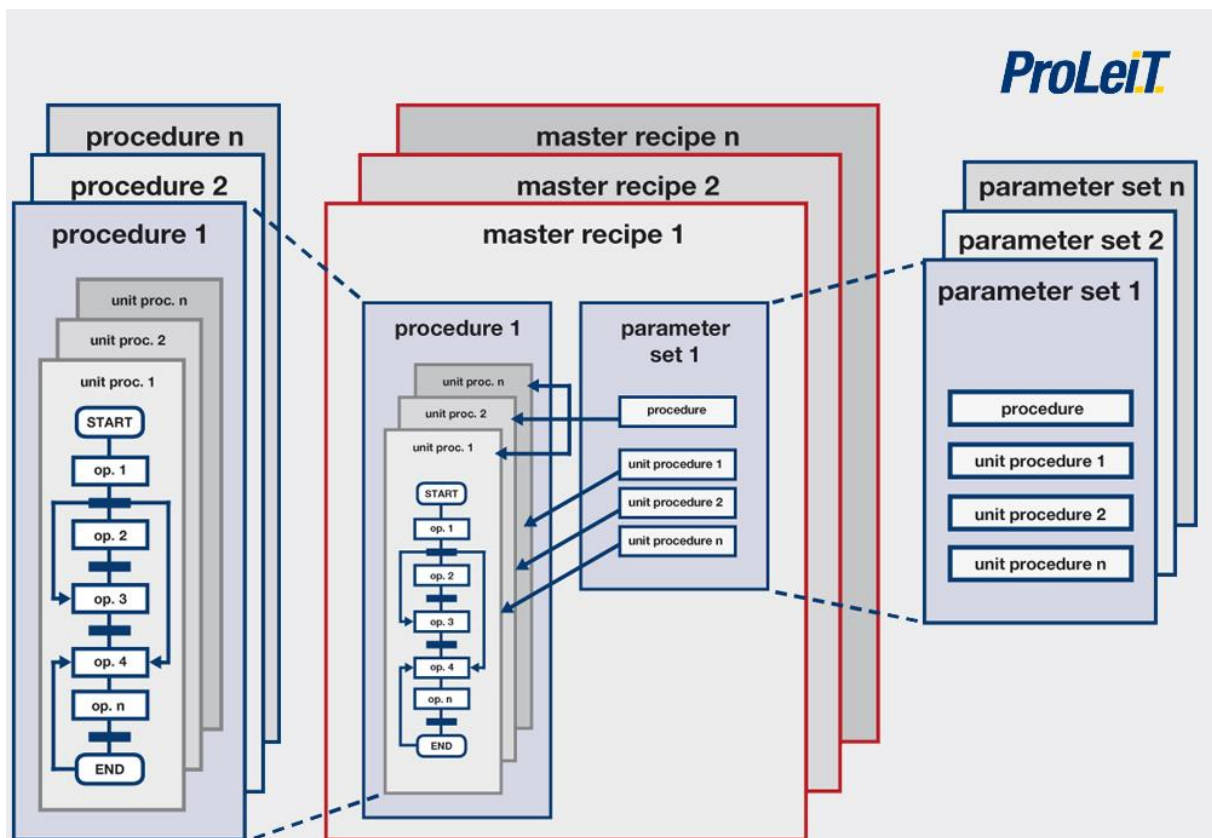 ProLeiT
procedure n
procedure 2
procedure 1
unit proc. n
unit proc. 2
unit proc. 1
START
op. 1
op. 2
op. 3
op. 4
op. n
END
master recipe n
master recipe 2
master recipe 1
procedure 1
unit proc. n
unit proc. 2
unit proc. 1
START
op. 1
op. 2
op. 3
op. 4
op. n
END
parameter
set 1
procedure
unit procedure 1
unit procedure 2
unit procedure n
parameter set n
parameter set 2
parameter set 1
procedure
unit procedure 1
unit procedure 2
unit procedure n